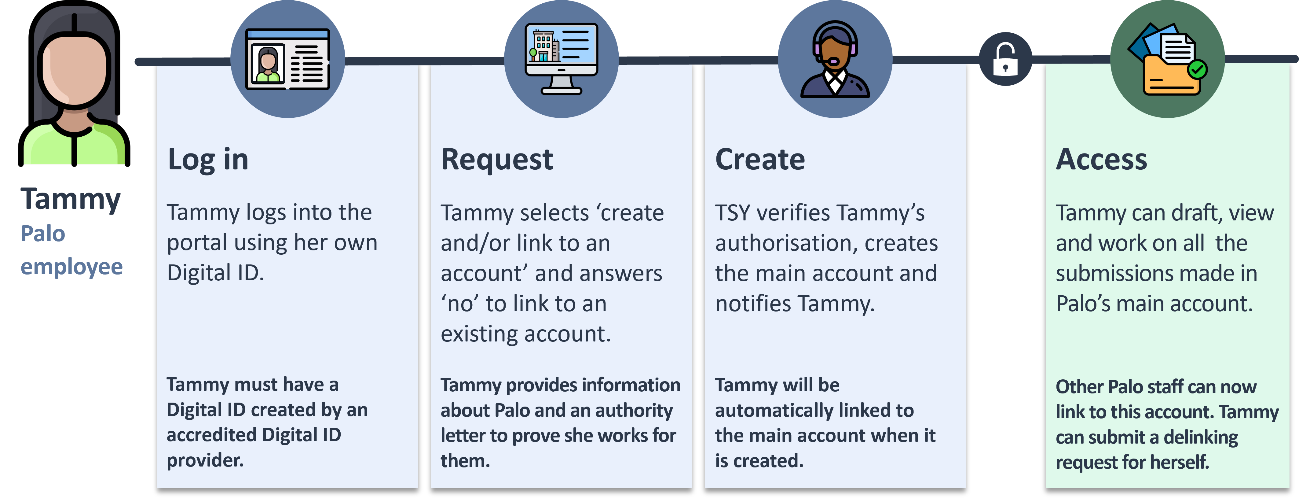 Tammy
Palo
employee
Log in
Tammy logs into the
portal using her own
Digital ID.
Tammy must have a
Digital ID created by an
accredited Digital ID
provider.
Request
Tammy selects ‘create
and/or link to an
account’ and answers
‘no’ to link to an
existing account.
Tammy provides information
about Palo and an authority
letter to prove she works for
them.
Create
TSY verifies Tammy’s
authorisation, creates
the main account and
notifies Tammy.
Tammy will be
automatically linked to
the main account when it
is created.
Access
Tammy can draft, view
and work on all the
submissions made in
Palo’s main account.
Other Palo staff can now
link to this account. Tammy
can submit a delinking
request for herself.